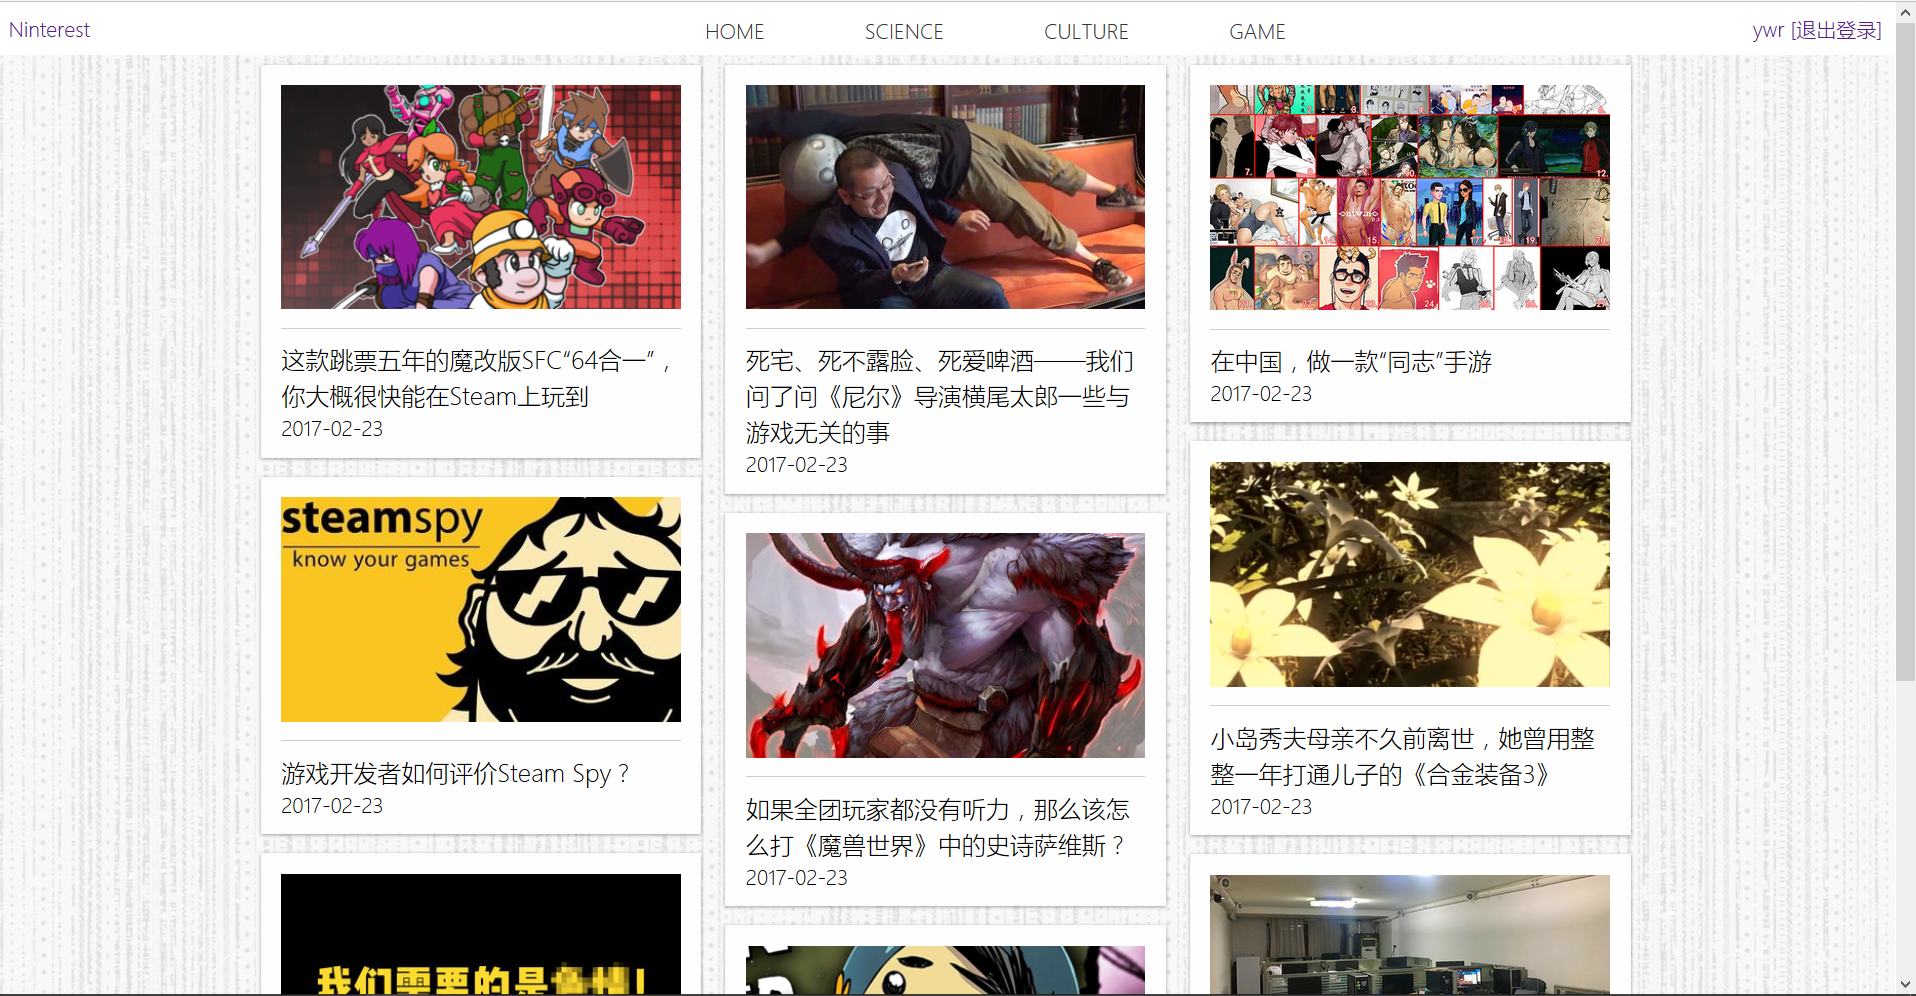 Ninterest
HOME
SCIENCE
CULTURE
GAME
ywr [退出登录]
这款跳票五年的魔改版SFC“64合一”，
你大概很快能在Steam上玩到
2017-02-23
死宅、死不露脸、死爱啤酒——我们
问了问《尼尔》导演横尾太郎一些与
游戏无关的事
2017-02-23
在中国，做一款“同志”手游
2017-02-23
steamspy
know your games
游戏开发者如何评价Steam Spy？
2017-02-23
如果全团玩家都没有听力，那么该怎
么打《魔兽世界》中的史诗萨维斯？
2017-02-23
小岛秀夫母亲不久前离世，她曾用整
整一年打通儿子的《合金装备3》
2017-02-23
我们需要的是